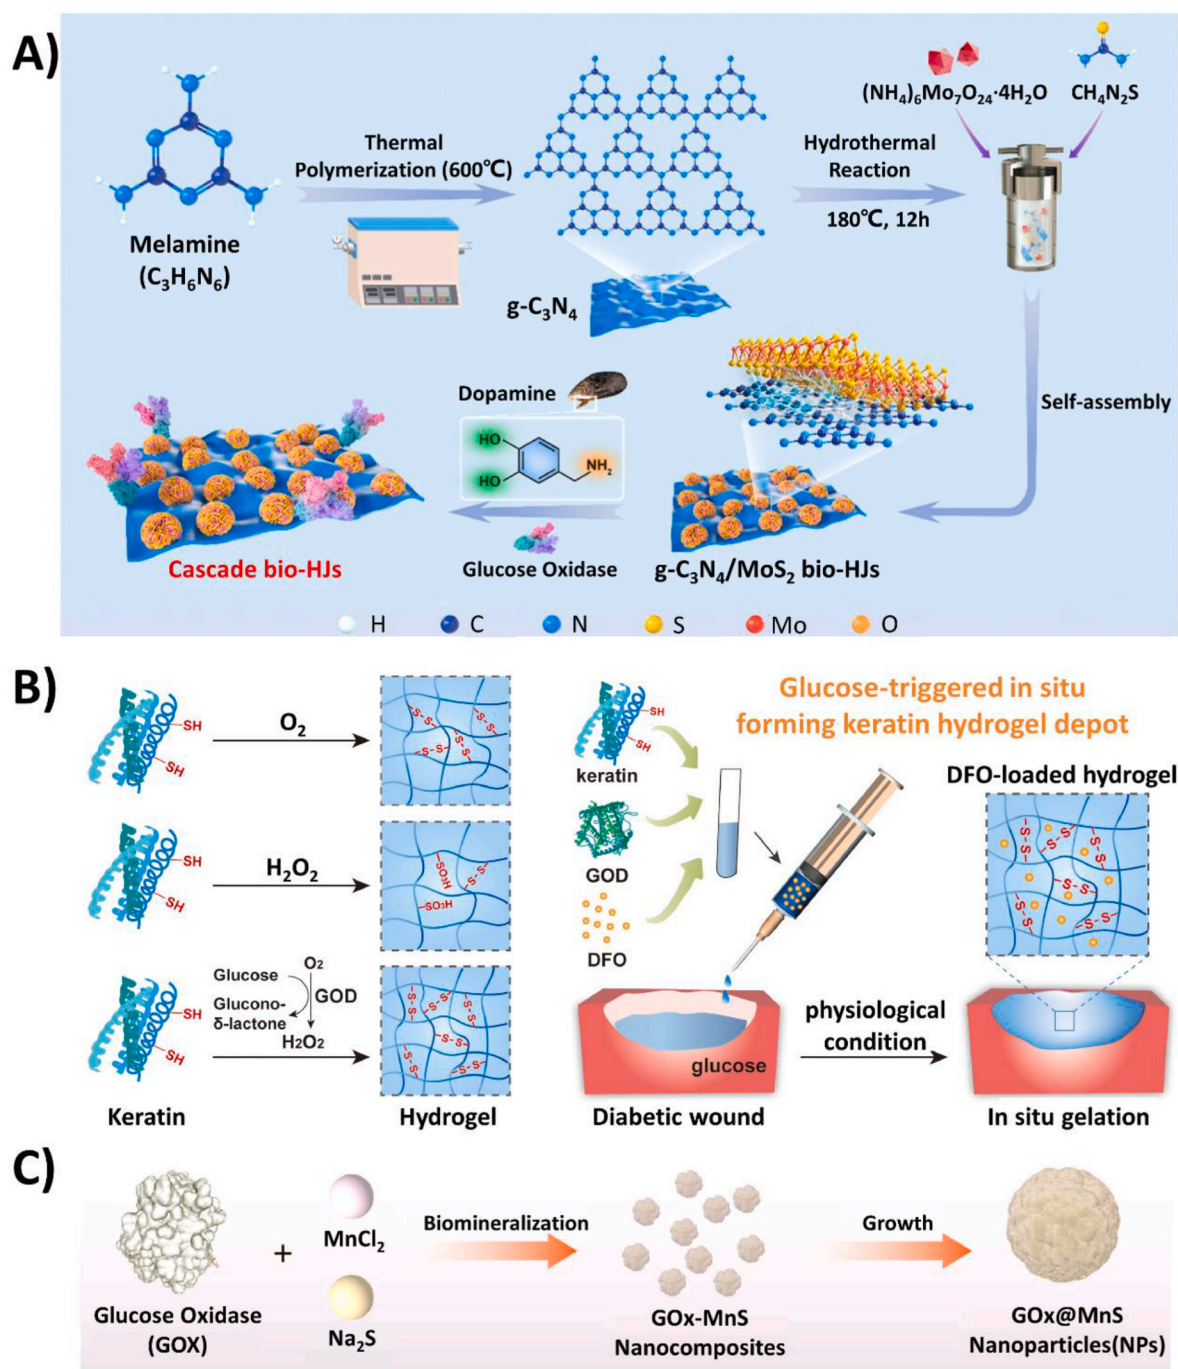 A)
Melamine
(C₃H₆N₆)
Thermal
Polymerization (600℃)
g-C₃N₄
Hydrothermal
Reaction
180℃, 12h
(NH₄)₆Mo₇O₂₄·4H₂O
CH₄N₂S
Self-assembly
g-C₃N₄/MoS₂ bio-HJs
Dopamine
HO
HO
NH₂
Glucose Oxidase
Cascade bio-HJs
H
C
N
S
Mo
O
B)
SH
SH
O₂
S-S
S-S
S-S
S-S
SH
SH
H₂O₂
SO₃H
SO₃H
S-S
S-S
SH
SH
Glucose
O₂
GOD
Glucono-
δ-lactone
H₂O₂
S-S
S-S
S-S
S-S
S-S
S-S
Keratin
Hydrogel
Glucose-triggered in situ
forming keratin hydrogel depot
SH
SH
keratin
GOD
DFO
DFO-loaded hydrogel
S-S
S-S
S-S
S-S
S-S
S-S
glucose
Diabetic wound
physiological
condition
In situ gelation
C)
Glucose Oxidase
(GOX)
+
MnCl₂
Na₂S
Biomineralization
GOx-MnS
Nanocomposites
Growth
GOx@MnS
Nanoparticles(NPs)